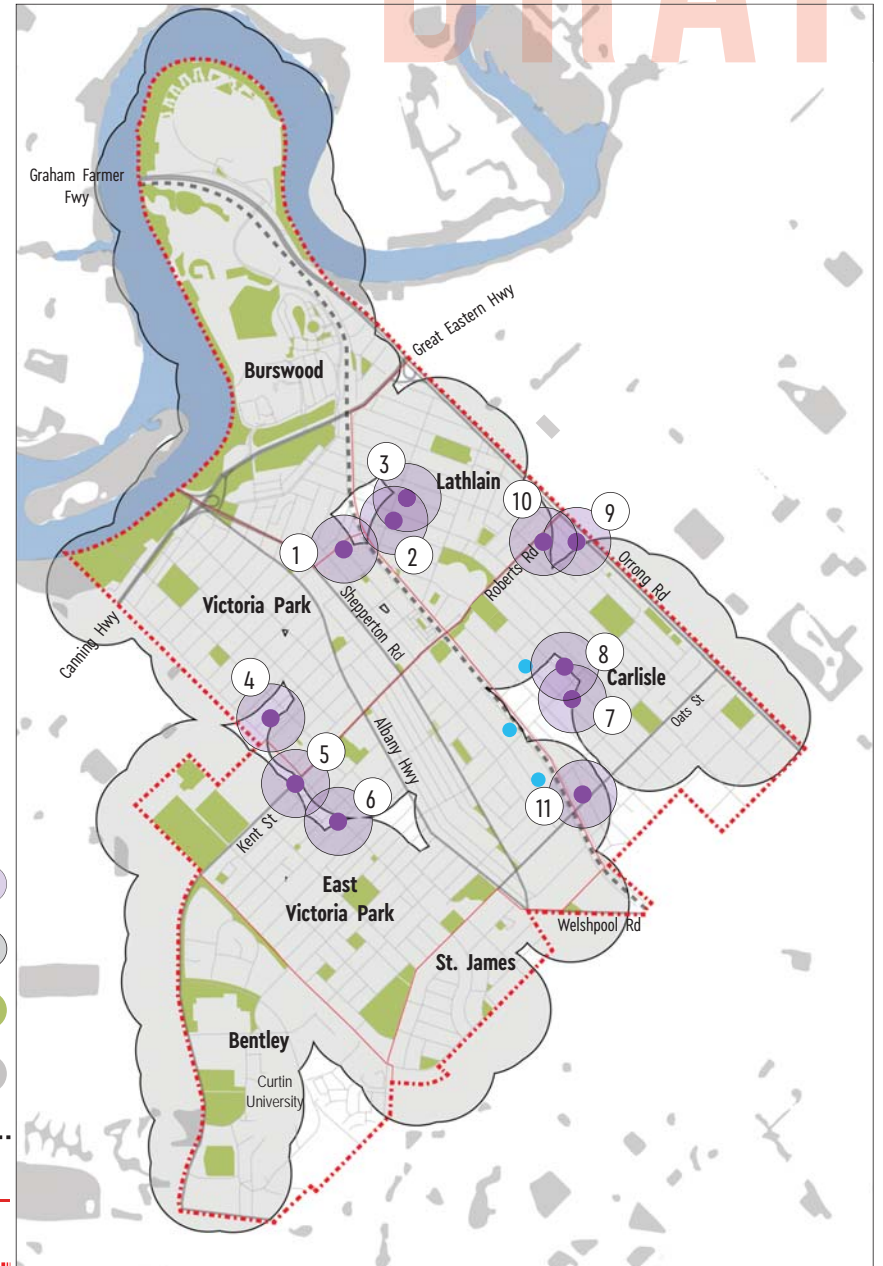 DRAFT
Graham Farmer
Fwy
Great Eastern Hwy
Burswood
3
Lathlain
10
9
1
2
Roberts Rd
Orrong Rd
Victoria Park
Shepperton Rd
Canning Hwy
8
Carlisle
4
7
Oats St
Albany Hwy
5
6
11
Kent St
East
Victoria Park
Welshpool Rd
St. James
Bentley
Curtin
University